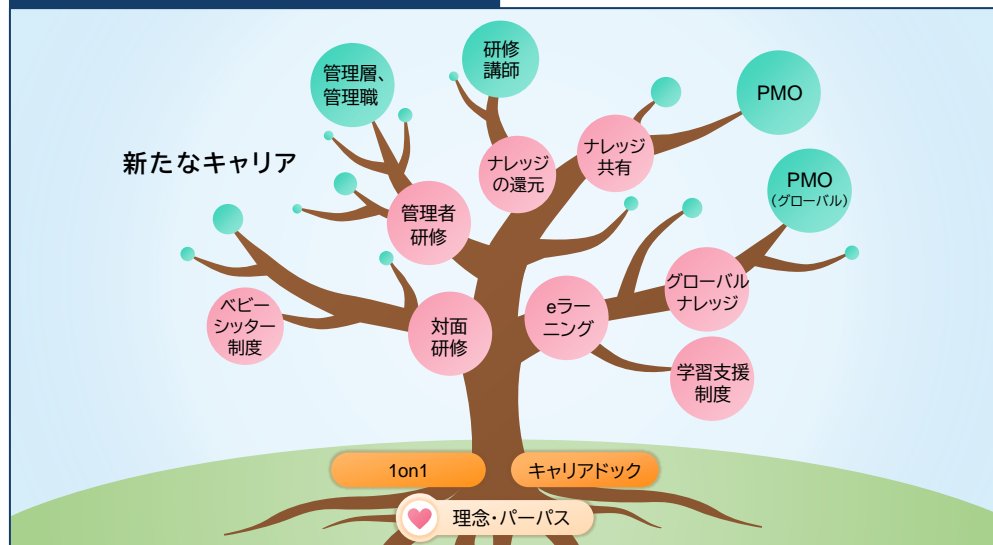 管理層、
管理職
研修
講師
PMO
新たなキャリア
ナレッジ
の還元
ナレッジ
共有
PMO
（グローバル）
管理者
研修
ベビー
シッター
制度
対面
研修
eラー
ニング
グローバル
ナレッジ
学習支援
制度
1on1
キャリアドック
理念・パーパス